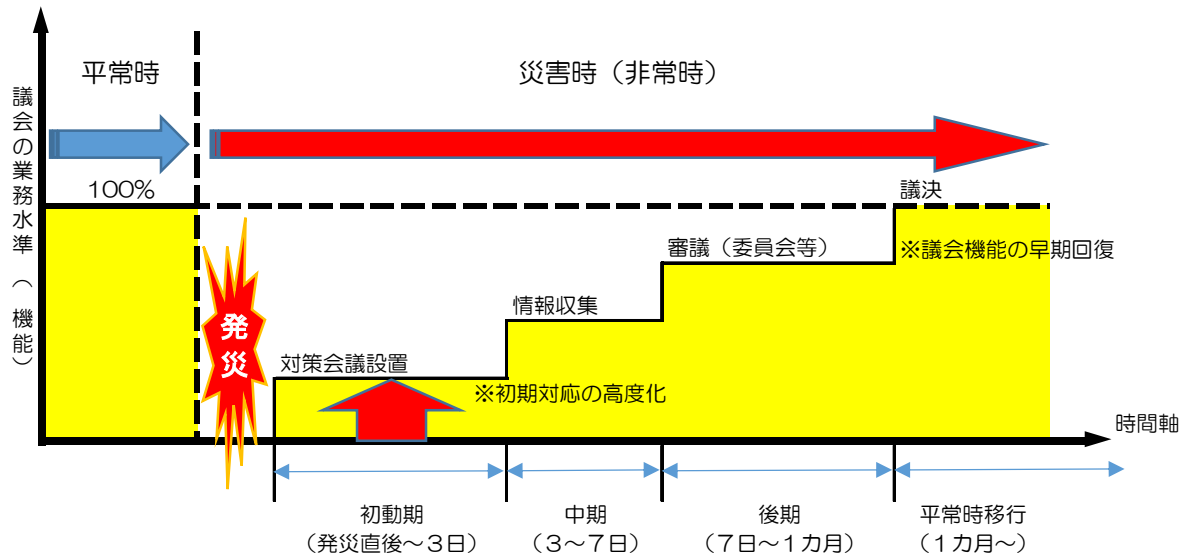 平常時
災害時（非常時）
議会の業務水準（機能）
100%
議決
審議（委員会等）
※議会機能の早期回復
情報収集
発災
対策会議設置
※初期対応の高度化
時間軸
初動期
（発災直後～３日）
中期
（３～７日）
後期
（７日～１カ月）
平常時移行
（１カ月～）